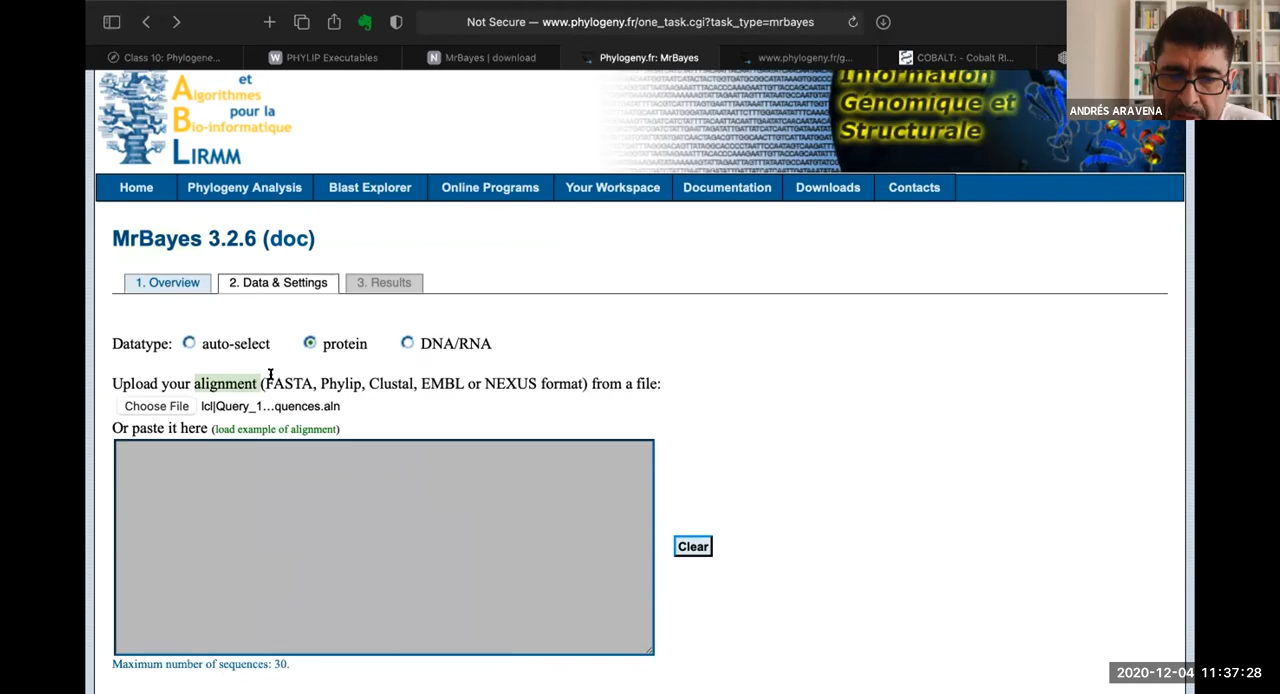 Not Secure — www.phylogeny.fr/one_task.cgi?task_type=mrbayes
Class 10: Phylogene...
PHYLIP Executables
MrBayes | download
Phylogeny.fr: MrBayes
www.phylogeny.fr/g...
COBALT: - Cobalt RI...
ANDRÉS ARAVENA
et
Algorithmes
pour la
Bio-informatique
LIRMM
Information
Génomique et
Structurale
Home
Phylogeny Analysis
Blast Explorer
Online Programs
Your Workspace
Documentation
Downloads
Contacts
MrBayes 3.2.6 (doc)
1. Overview
2. Data & Settings
3. Results
Datatype: auto-select protein DNA/RNA
Upload your alignment (FASTA, Phylip, Clustal, EMBL or NEXUS format) from a file:
Choose File lcl|Query_1...quences.aln
Or paste it here (load example of alignment)
Clear
Maximum number of sequences: 30.
2020-12-04 11:37:28